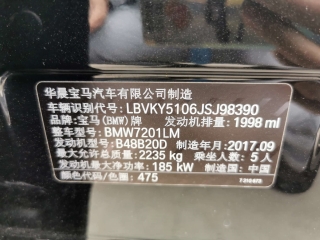 华晨宝马汽车有限公司制造
车辆识别代号: LBVKY5106JSJ98390
品牌: 宝马(BMW)牌 发动机排量: 1998 ml
整车型号: BMW7201LM
发动机型号: B48B20D 制造年月: 2017.09
最大允许总质量: 2235 kg 乘坐人数: 5 人
发动机最大净功率: 185 kW 制造国: 中国
颜色代码/色圈: 475